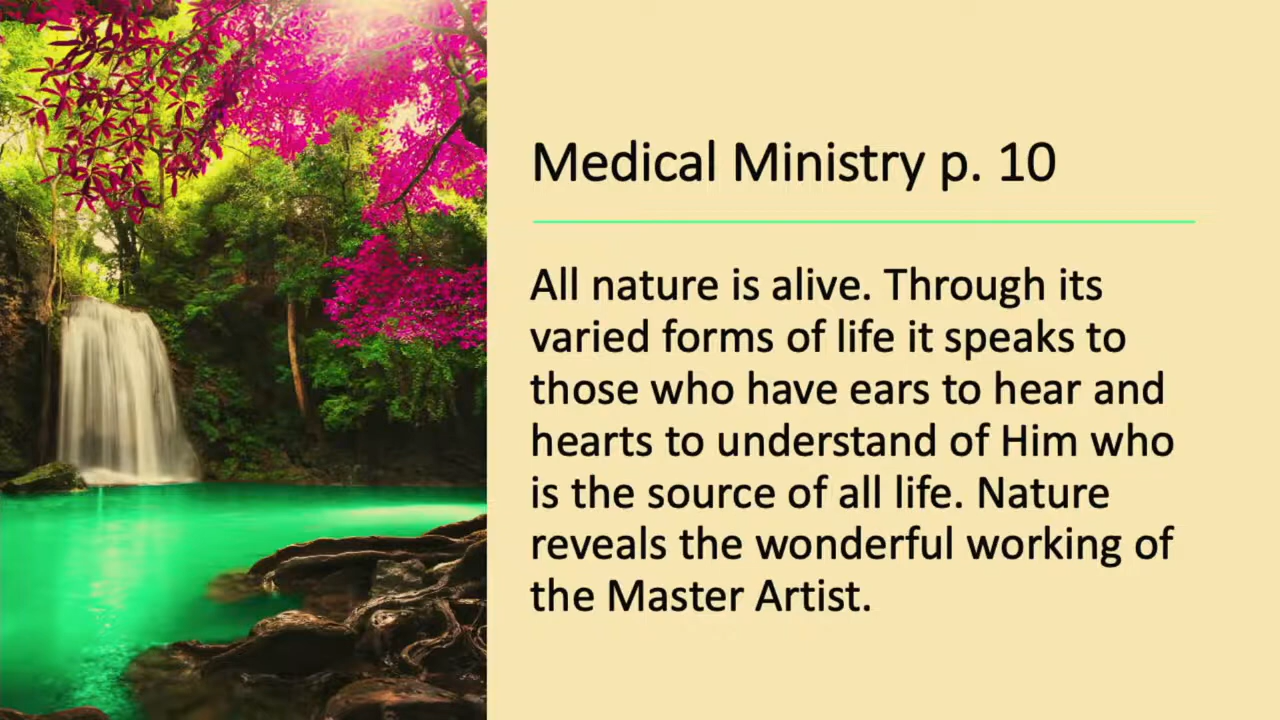 Medical Ministry p. 10
All nature is alive. Through its
varied forms of life it speaks to
those who have ears to hear and
hearts to understand of Him who
is the source of all life. Nature
reveals the wonderful working of
the Master Artist.